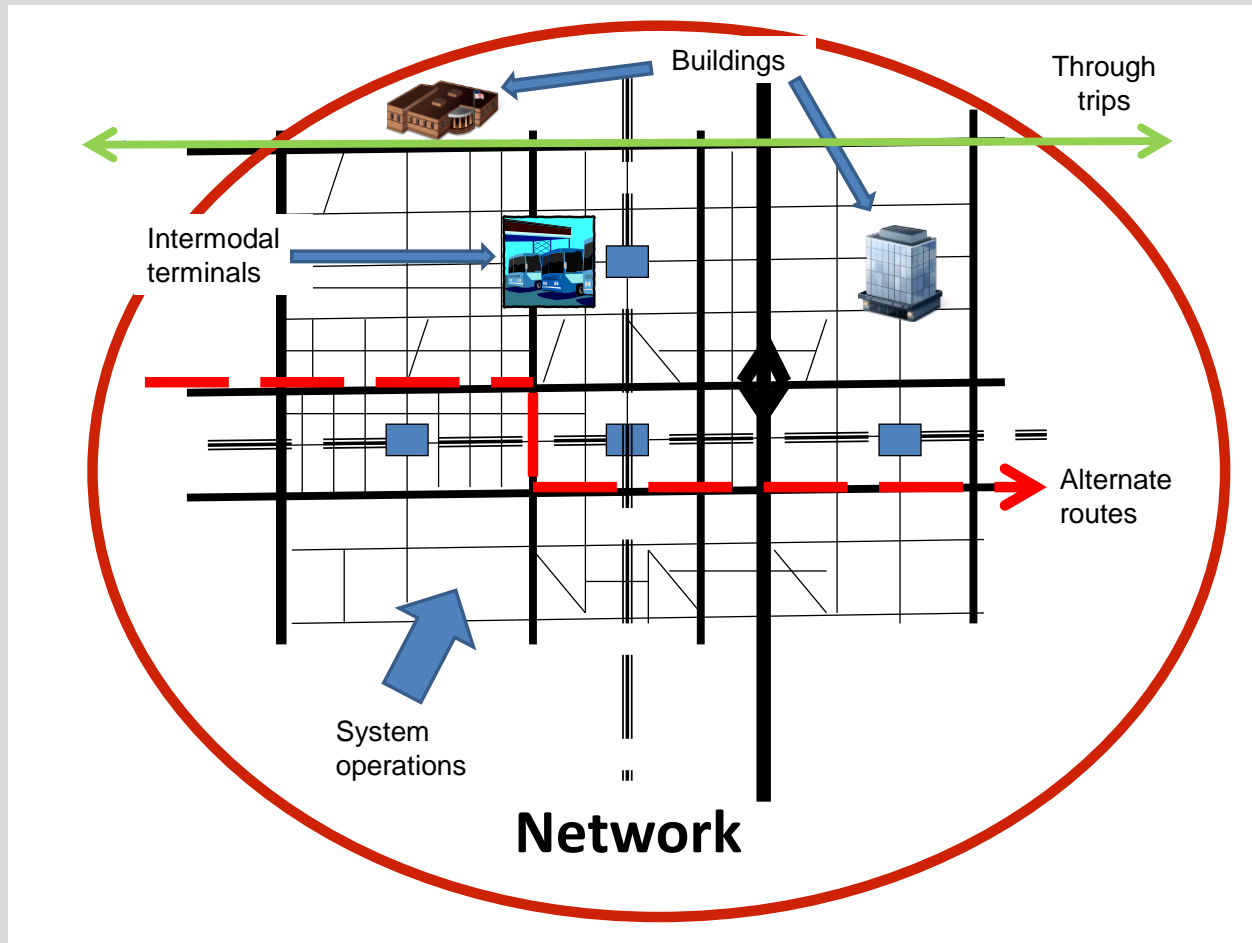 Buildings
Through
trips
Intermodal
terminals
Alternate
routes
System
operations
Network